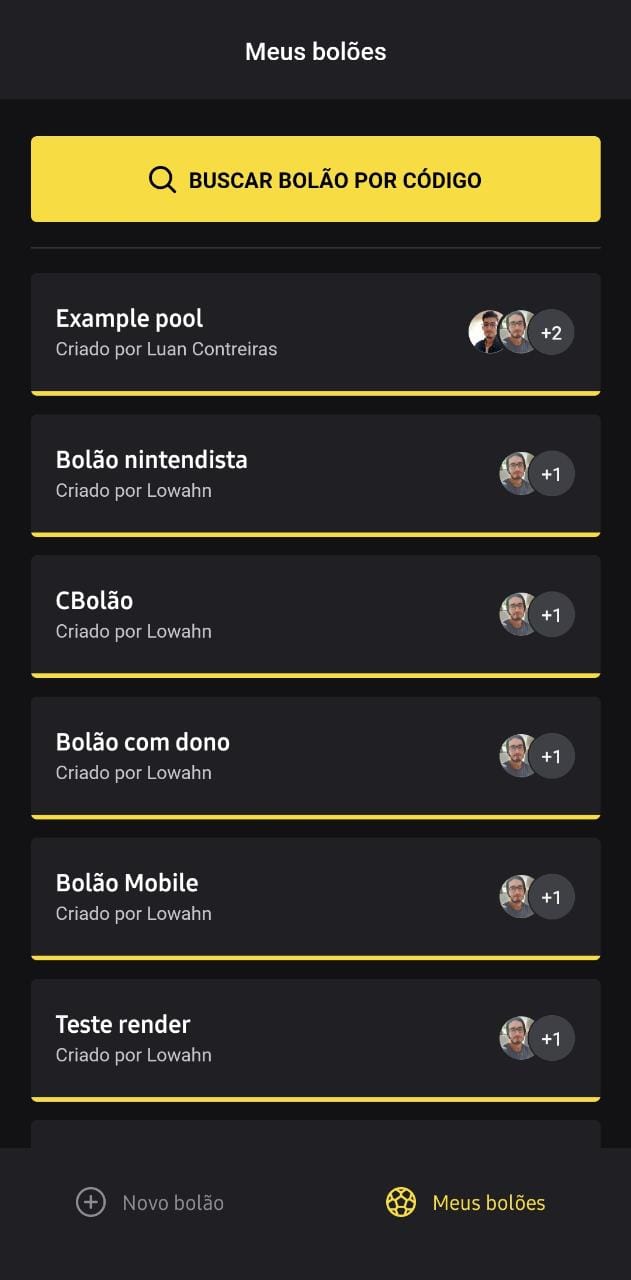 Meus bolões
BUSCAR BOLÃO POR CÓDIGO
Example pool
Criado por Luan Contreiras
+2
Bolão nintendista
Criado por Lowahn
+1
CBolão
Criado por Lowahn
+1
Bolão com dono
Criado por Lowahn
+1
Bolão Mobile
Criado por Lowahn
+1
Teste render
Criado por Lowahn
+1
Novo bolão
Meus bolões